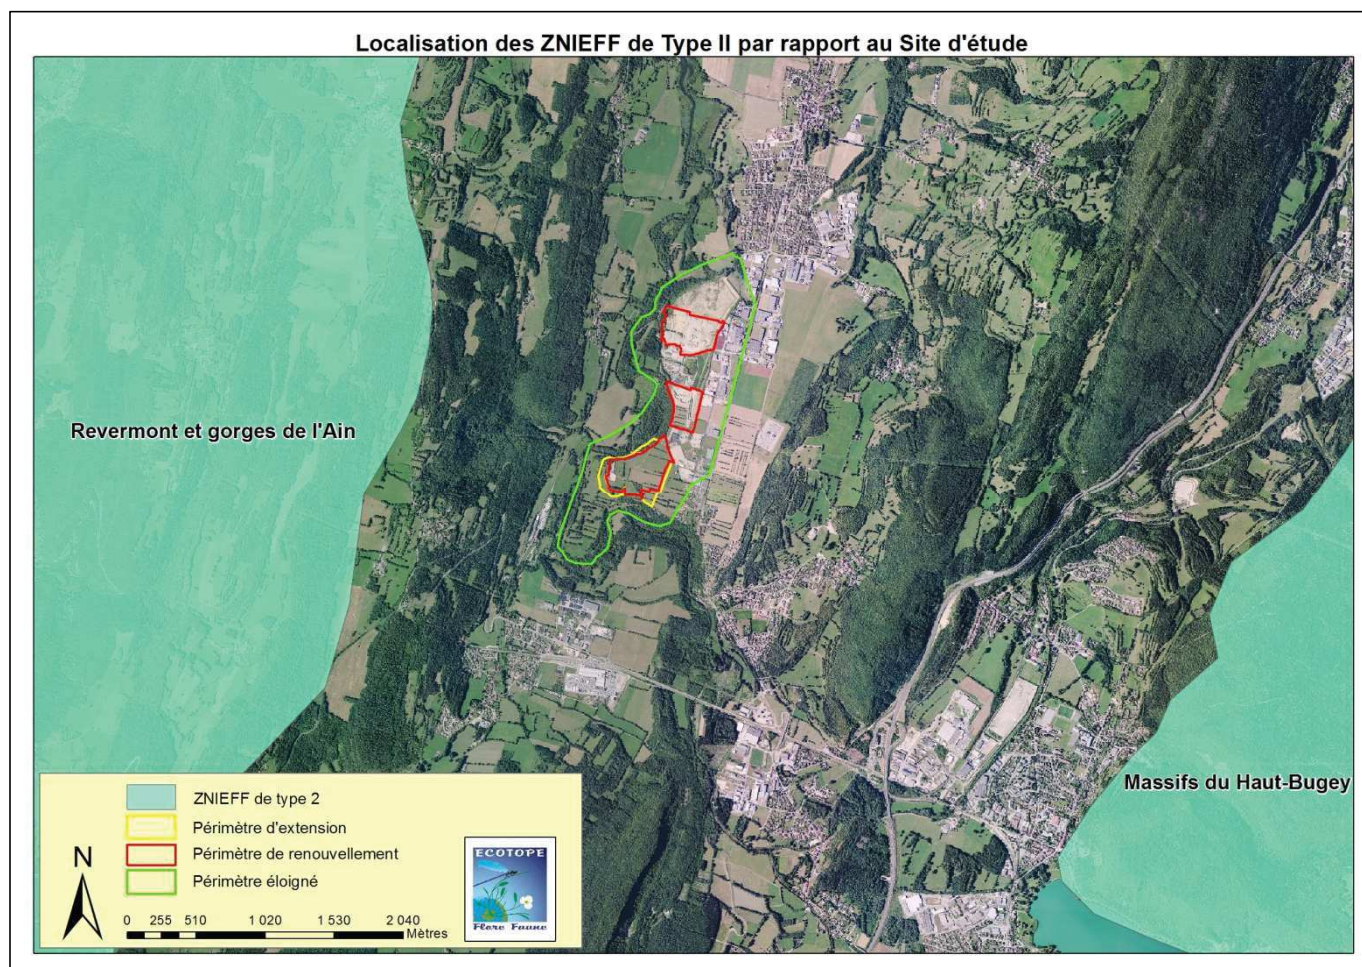 Localisation des ZNIEFF de Type II par rapport au Site d'étude
Revermont et gorges de l'Ain
Massifs du Haut-Bugey
ZNIEFF de type 2
Périmètre d'extension
Périmètre de renouvellement
Périmètre éloigné
N
0 255 510 1 020 1 530 2 040
Mètres
ECOTOPE
Flore Faune